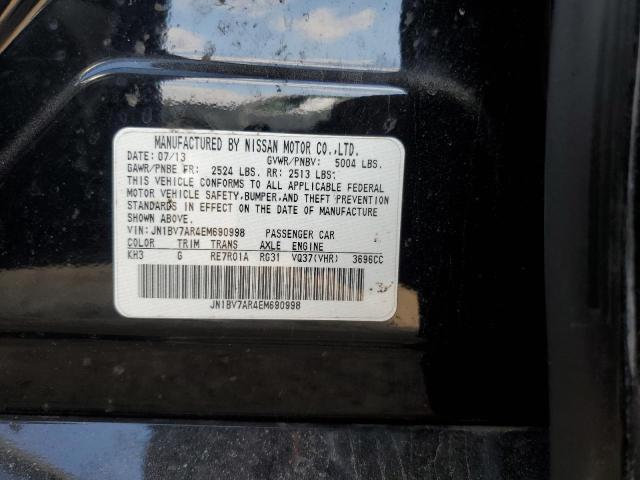 MANUFACTURED BY NISSAN MOTOR CO.,LTD.
DATE: 07/13 GVWR/PNBV: 5004 LBS.
GAWR/PNBE FR: 2524 LBS. RR: 2513 LBS.
THIS VEHICLE CONFORMS TO ALL APPLICABLE FEDERAL
MOTOR VEHICLE SAFETY, BUMPER, AND THEFT PREVENTION
STANDARDS IN EFFECT ON THE DATE OF MANUFACTURE
SHOWN ABOVE.
VIN: JN1BV7AR4EM690998 PASSENGER CAR
COLOR TRIM TRANS AXLE ENGINE
KH3 G RE7R01A RG31 VQ37(VHR) 3696CC
JN1BV7AR4EM690998